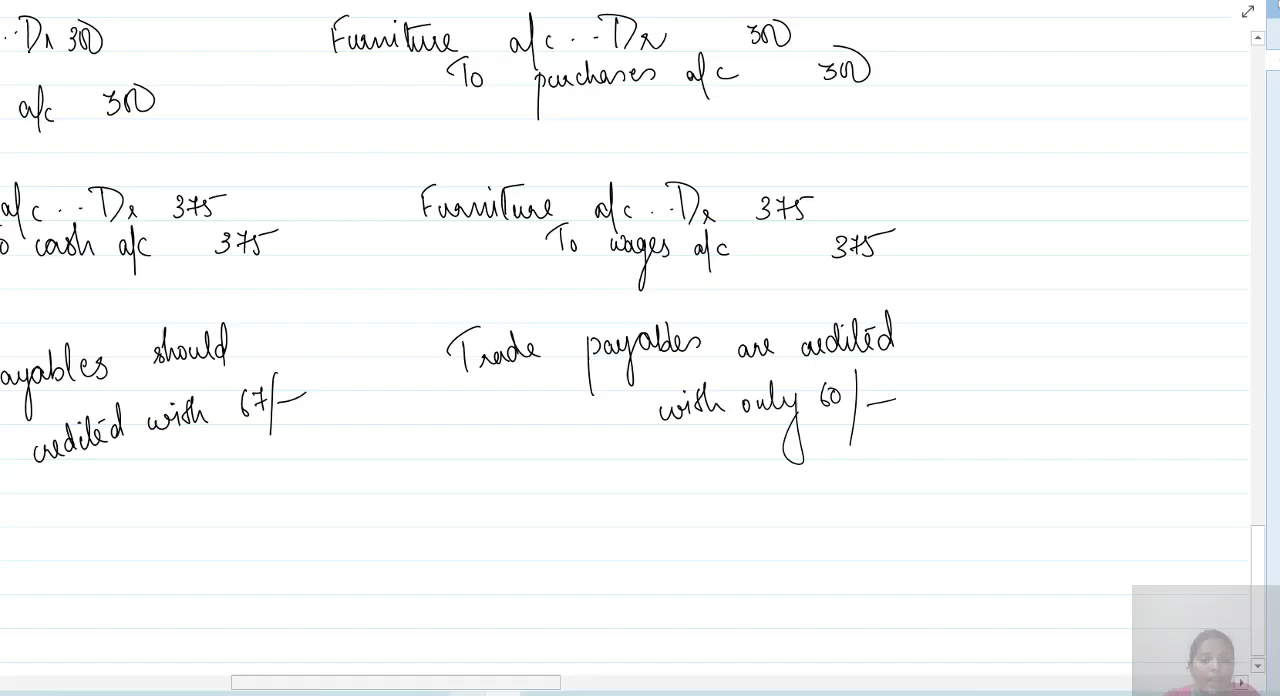 .. Dr 300
a/c 300
Furniture a/c ... Dr 300
To purchases a/c 300
a/c ... Dr 375
o cash a/c 375
Furniture a/c ... Dr 375
To wages a/c 375
ayables should
credited with 67/-
Trade payables are credited
with only 60/-